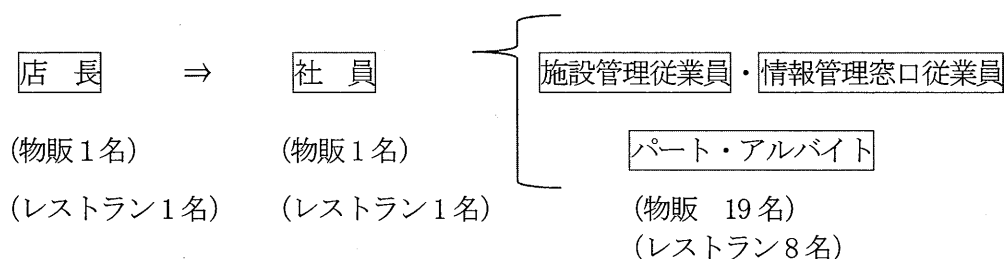 店 長 ⇒ 社 員 施設管理従業員・情報管理窓口従業員
(物販1名) (物販1名) パート・アルバイト
(レストラン1名) (レストラン1名) (物販 19名)
(レストラン8名)